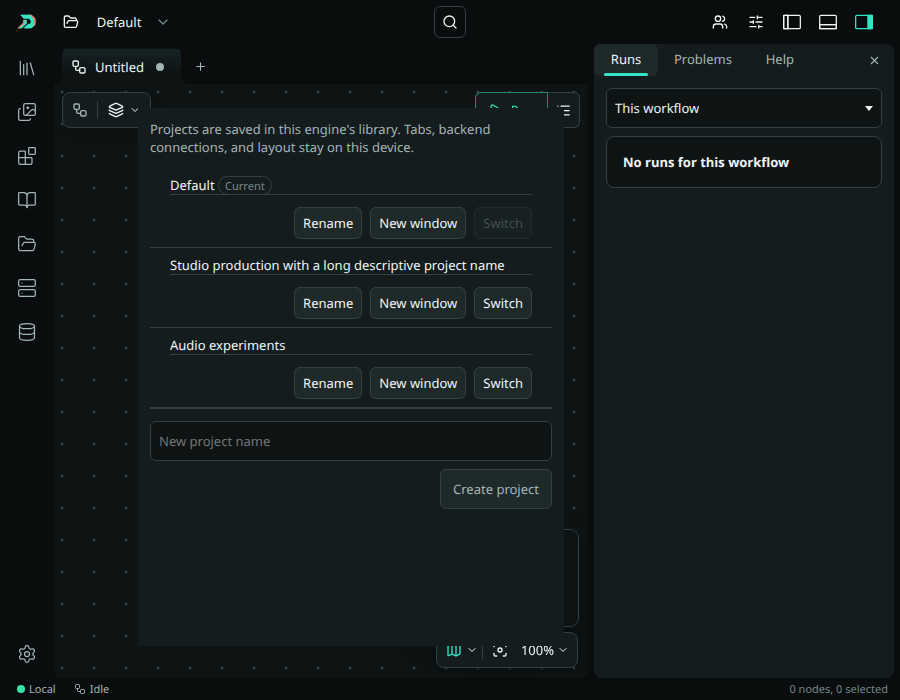 Default
Untitled
Runs
Problems
Help
This workflow
No runs for this workflow
Projects are saved in this engine's library. Tabs, backend
connections, and layout stay on this device.
Default Current
Rename New window Switch
Studio production with a long descriptive project name
Rename New window Switch
Audio experiments
Rename New window Switch
New project name
Create project
100%
Local
Idle
0 nodes, 0 selected